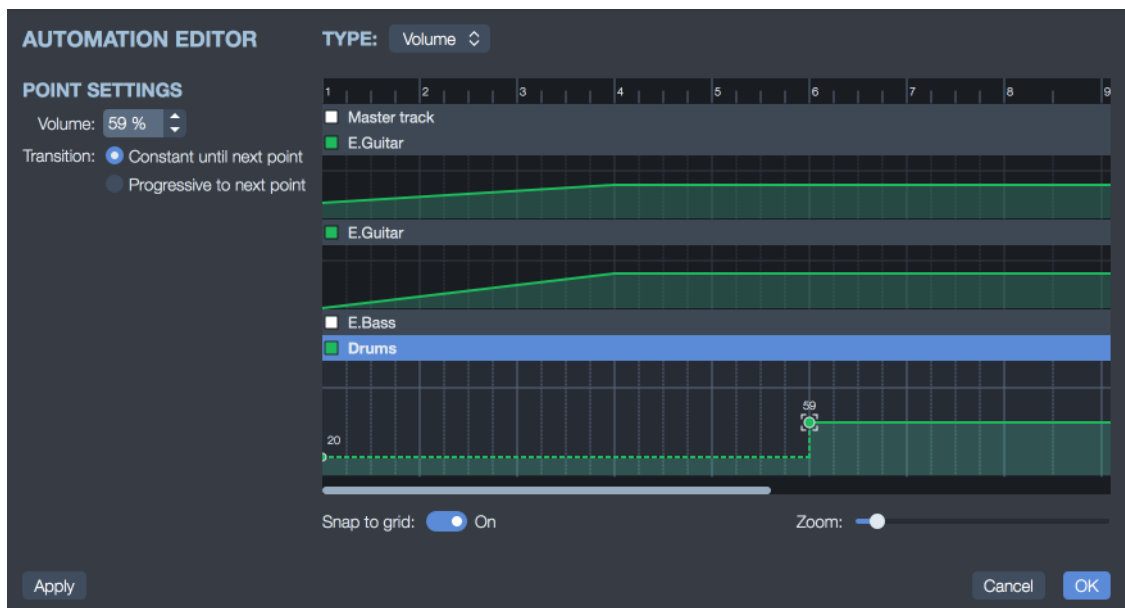 AUTOMATION EDITOR
TYPE: Volume
POINT SETTINGS
Volume: 59 %
Transition: Constant until next point
Progressive to next point
1 2 3 4 5 6 7 8 9
Master track
E.Guitar
E.Guitar
E.Bass
Drums
59
20
Snap to grid: On
Zoom:
Apply
Cancel
OK